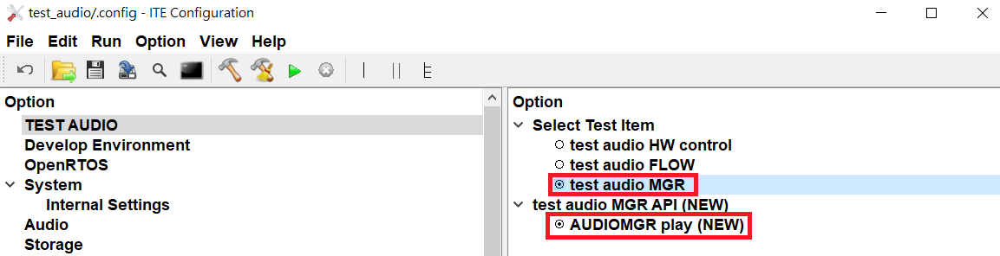 test_audio/.config - ITE Configuration
File Edit Run Option View Help
Option
TEST AUDIO
Develop Environment
OpenRTOS
System
Internal Settings
Audio
Storage
Option
Select Test Item
test audio HW control
test audio FLOW
test audio MGR
test audio MGR API (NEW)
AUDIOMGR play (NEW)